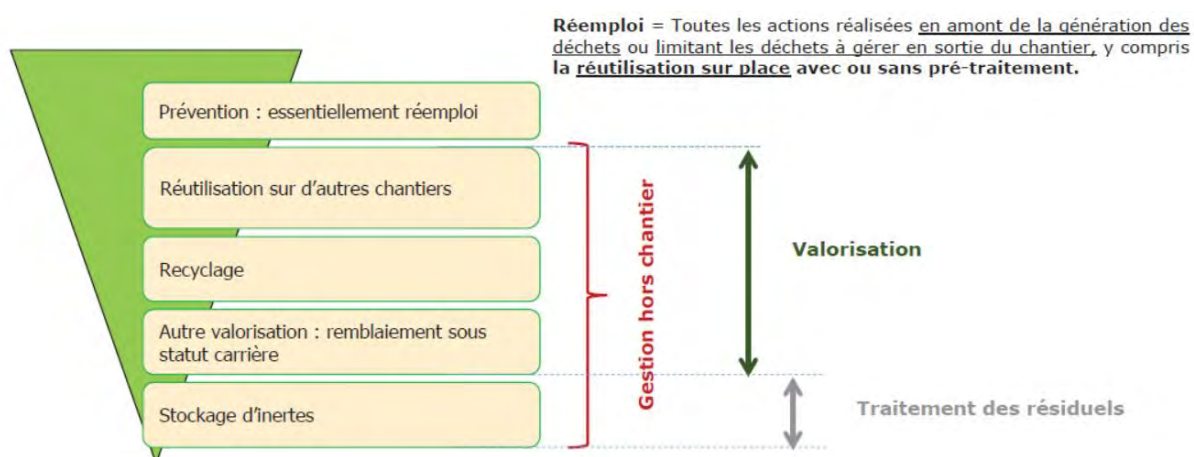 Réemploi = Toutes les actions réalisées en amont de la génération des
déchets ou limitant les déchets à gérer en sortie du chantier, y compris
la réutilisation sur place avec ou sans pré-traitement.
Prévention : essentiellement réemploi
Réutilisation sur d'autres chantiers
Recyclage
Autre valorisation : remblaiement sous
statut carrière
Stockage d'inertes
Gestion hors chantier
Valorisation
Traitement des résiduels